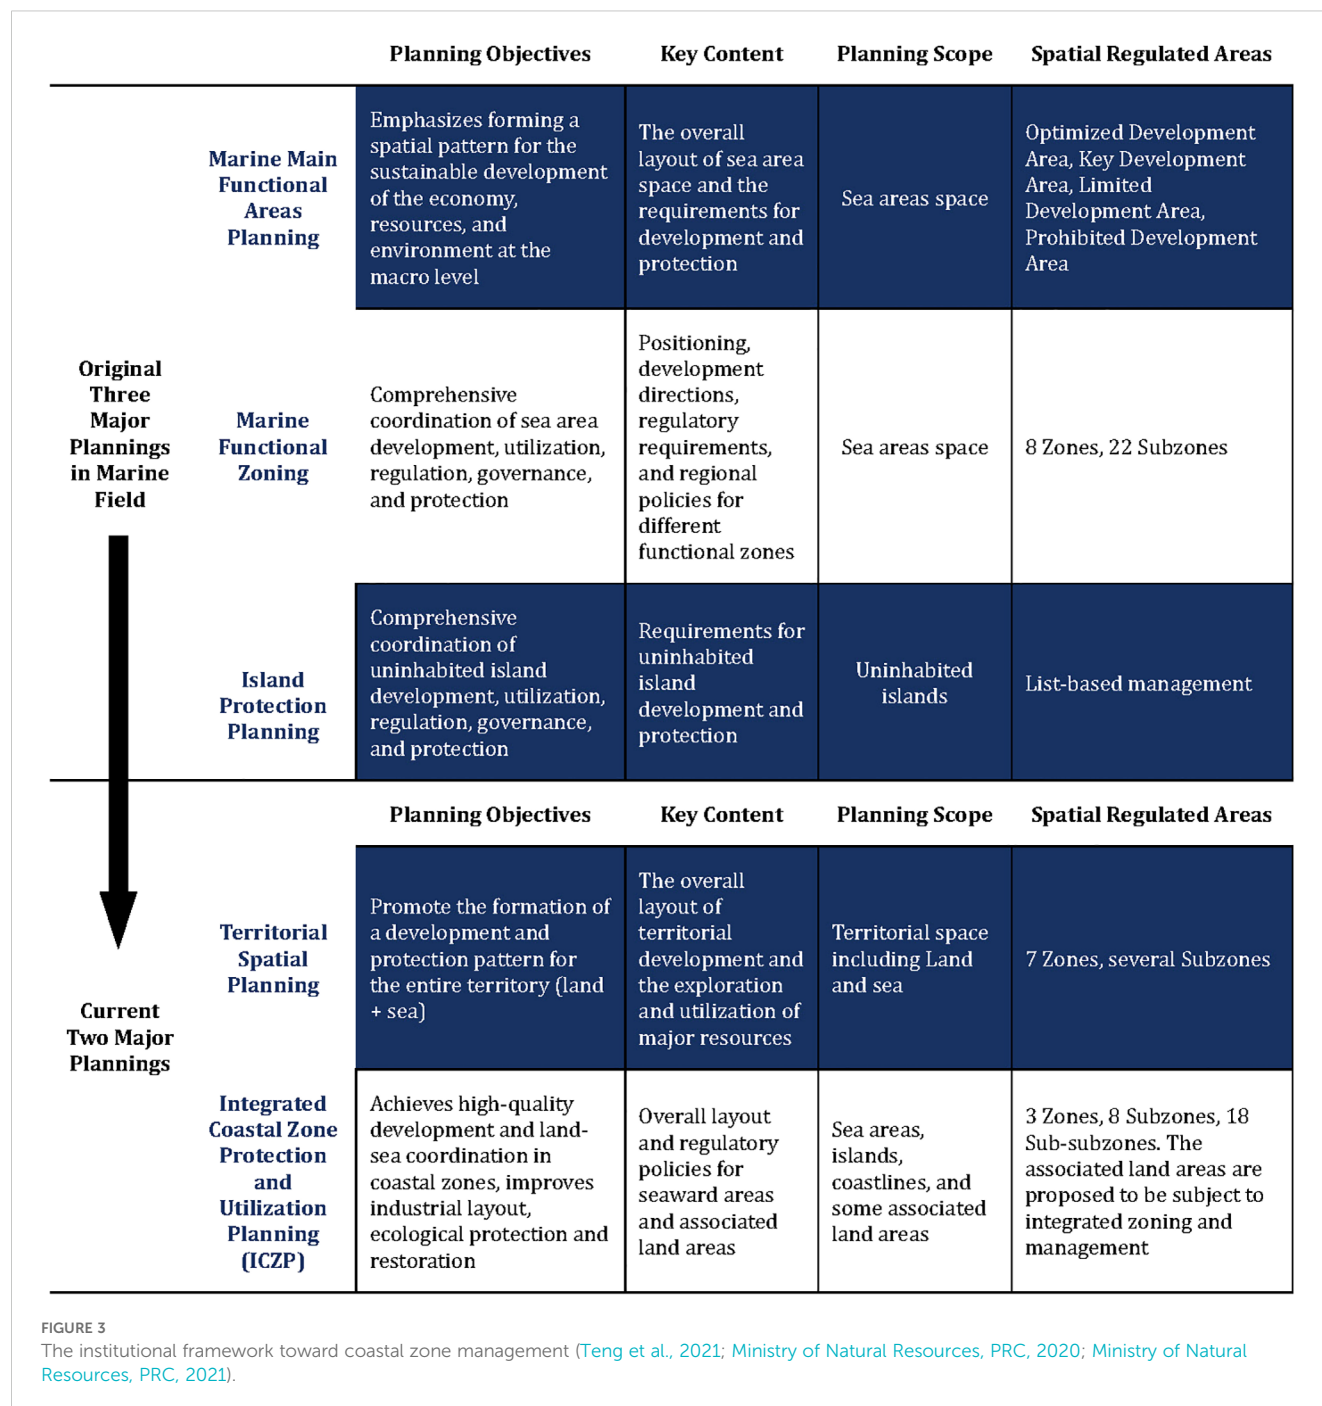 Planning Objectives
Key Content
Planning Scope
Spatial Regulated Areas
Original
Three
Major
Plannings
in Marine
Field
Marine Main
Functional
Areas
Planning
Emphasizes forming a
spatial pattern for the
sustainable development
of the economy,
resources, and
environment at the
macro level
The overall
layout of sea area
space and the
requirements for
development and
protection
Sea areas space
Optimized Development
Area, Key Development
Area, Limited
Development Area,
Prohibited Development
Area
Marine
Functional
Zoning
Comprehensive
coordination of sea area
development, utilization,
regulation, governance,
and protection
Positioning,
development
directions,
regulatory
requirements,
and regional
policies for
different
functional zones
Sea areas space
8 Zones, 22 Subzones
Island
Protection
Planning
Comprehensive
coordination of
uninhabited island
development, utilization,
regulation, governance,
and protection
Requirements for
uninhabited
island
development and
protection
Uninhabited
islands
List-based management
Planning Objectives
Key Content
Planning Scope
Spatial Regulated Areas
Current
Two Major
Plannings
Territorial
Spatial
Planning
Promote the formation of
a development and
protection pattern for
the entire territory (land
+ sea)
The overall
layout of
territorial
development and
the exploration
and utilization of
major resources
Territorial space
including Land
and sea
7 Zones, several Subzones
Integrated
Coastal Zone
Protection
and
Utilization
Planning
(ICZP)
Achieves high-quality
development and land-
sea coordination in
coastal zones, improves
industrial layout,
ecological protection and
restoration
Overall layout
and regulatory
policies for
seaward areas
and associated
land areas
Sea areas,
islands,
coastlines, and
some associated
land areas
3 Zones, 8 Subzones, 18
Sub-subzones. The
associated land areas are
proposed to be subject to
integrated zoning and
management
FIGURE 3
The institutional framework toward coastal zone management (Teng et al., 2021; Ministry of Natural Resources, PRC, 2020; Ministry of Natural
Resources, PRC, 2021).